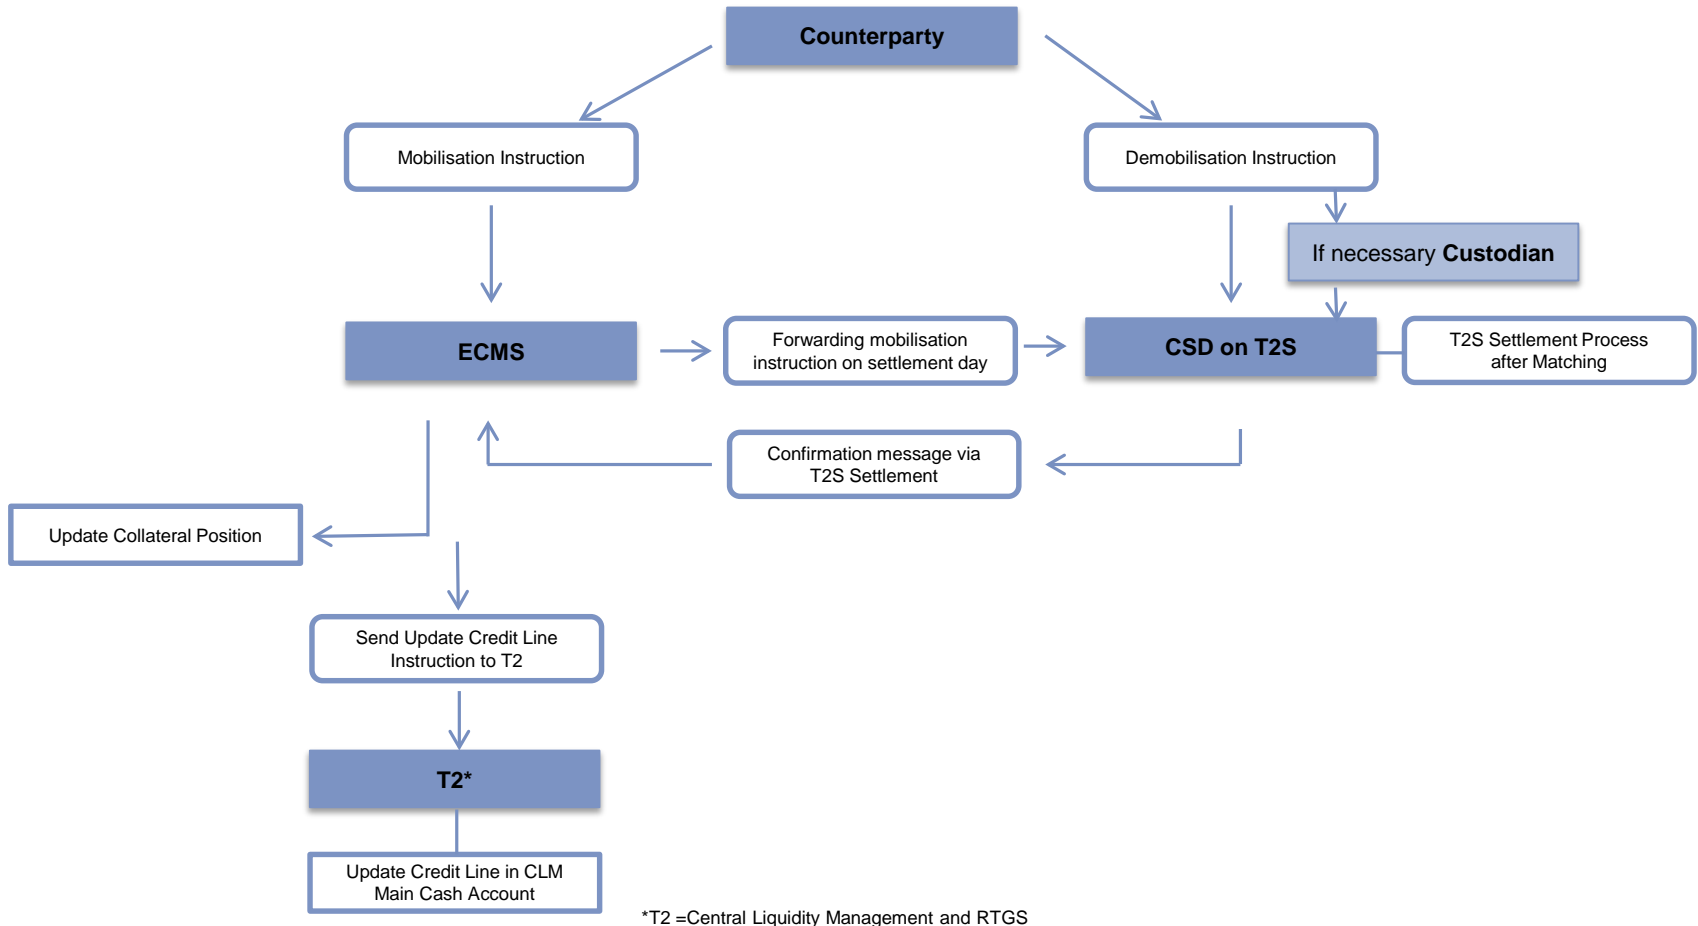 Counterparty
Mobilisation Instruction
Demobilisation Instruction
If necessary Custodian
ECMS
Forwarding mobilisation
instruction on settlement day
CSD on T2S
T2S Settlement Process
after Matching
Confirmation message via
T2S Settlement
Update Collateral Position
Send Update Credit Line
Instruction to T2
T2*
Update Credit Line in CLM
Main Cash Account
*T2 =Central Liquidity Management and RTGS